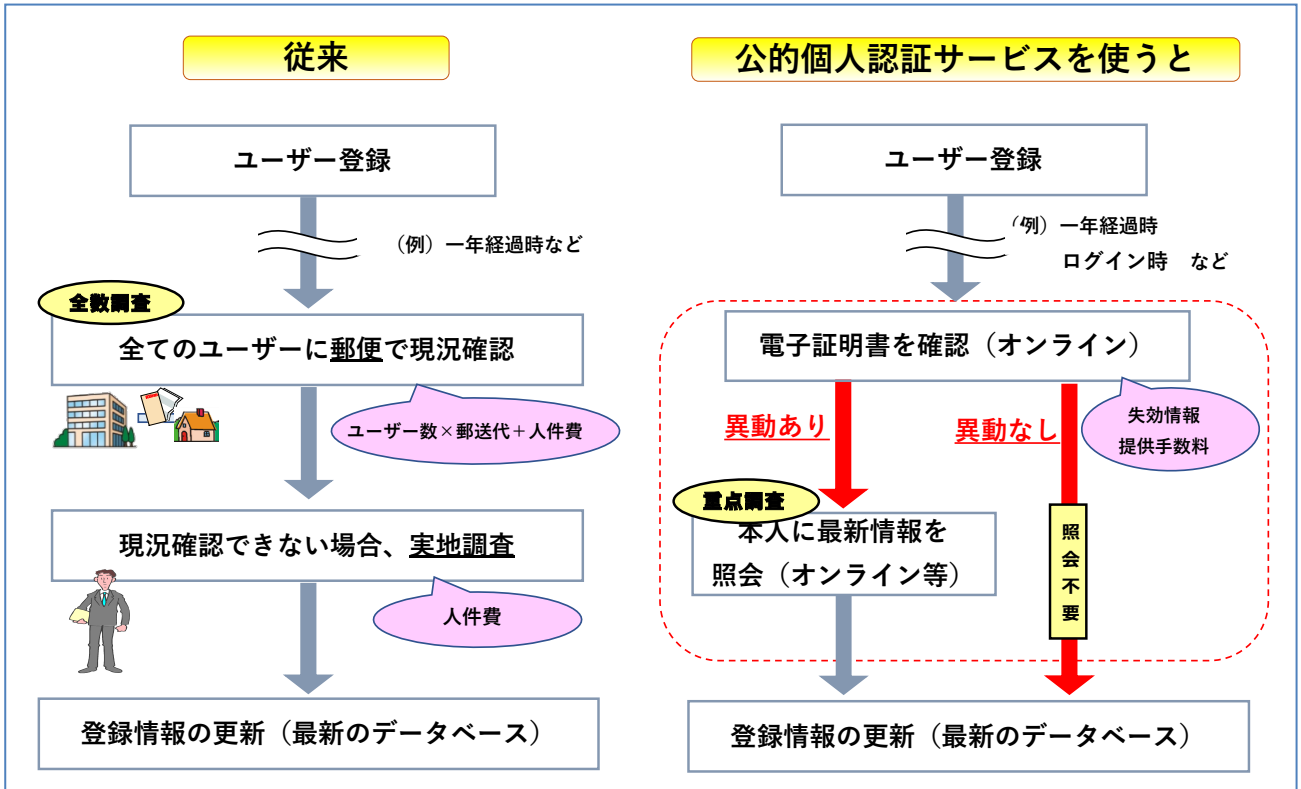 従来
ユーザー登録
（例）一年経過時など
全数調査
全てのユーザーに郵便で現況確認
ユーザー数×郵送代＋人件費
現況確認できない場合、実地調査
人件費
登録情報の更新（最新のデータベース）
公的個人認証サービスを使うと
ユーザー登録
（例）一年経過時
ログイン時　など
電子証明書を確認（オンライン）
失効情報
提供手数料
異動あり
異動なし
重点調査
本人に最新情報を
照会（オンライン等）
照会不要
登録情報の更新（最新のデータベース）